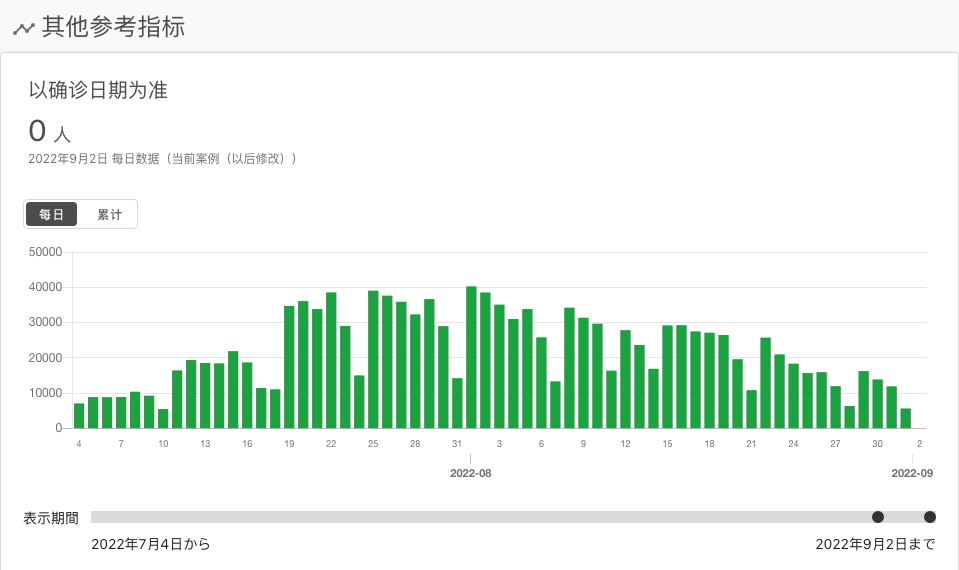 其他参考指标
以确诊日期为准
0 人
2022年9月2日 每日数据（当前案例（以后修改））
每日 累计
50000
40000
30000
20000
10000
0
4 7 10 13 16 19 22 25 28 31 3 6 9 12 15 18 21 24 27 30 2
2022-08 2022-09
表示期間
2022年7月4日から 2022年9月2日まで